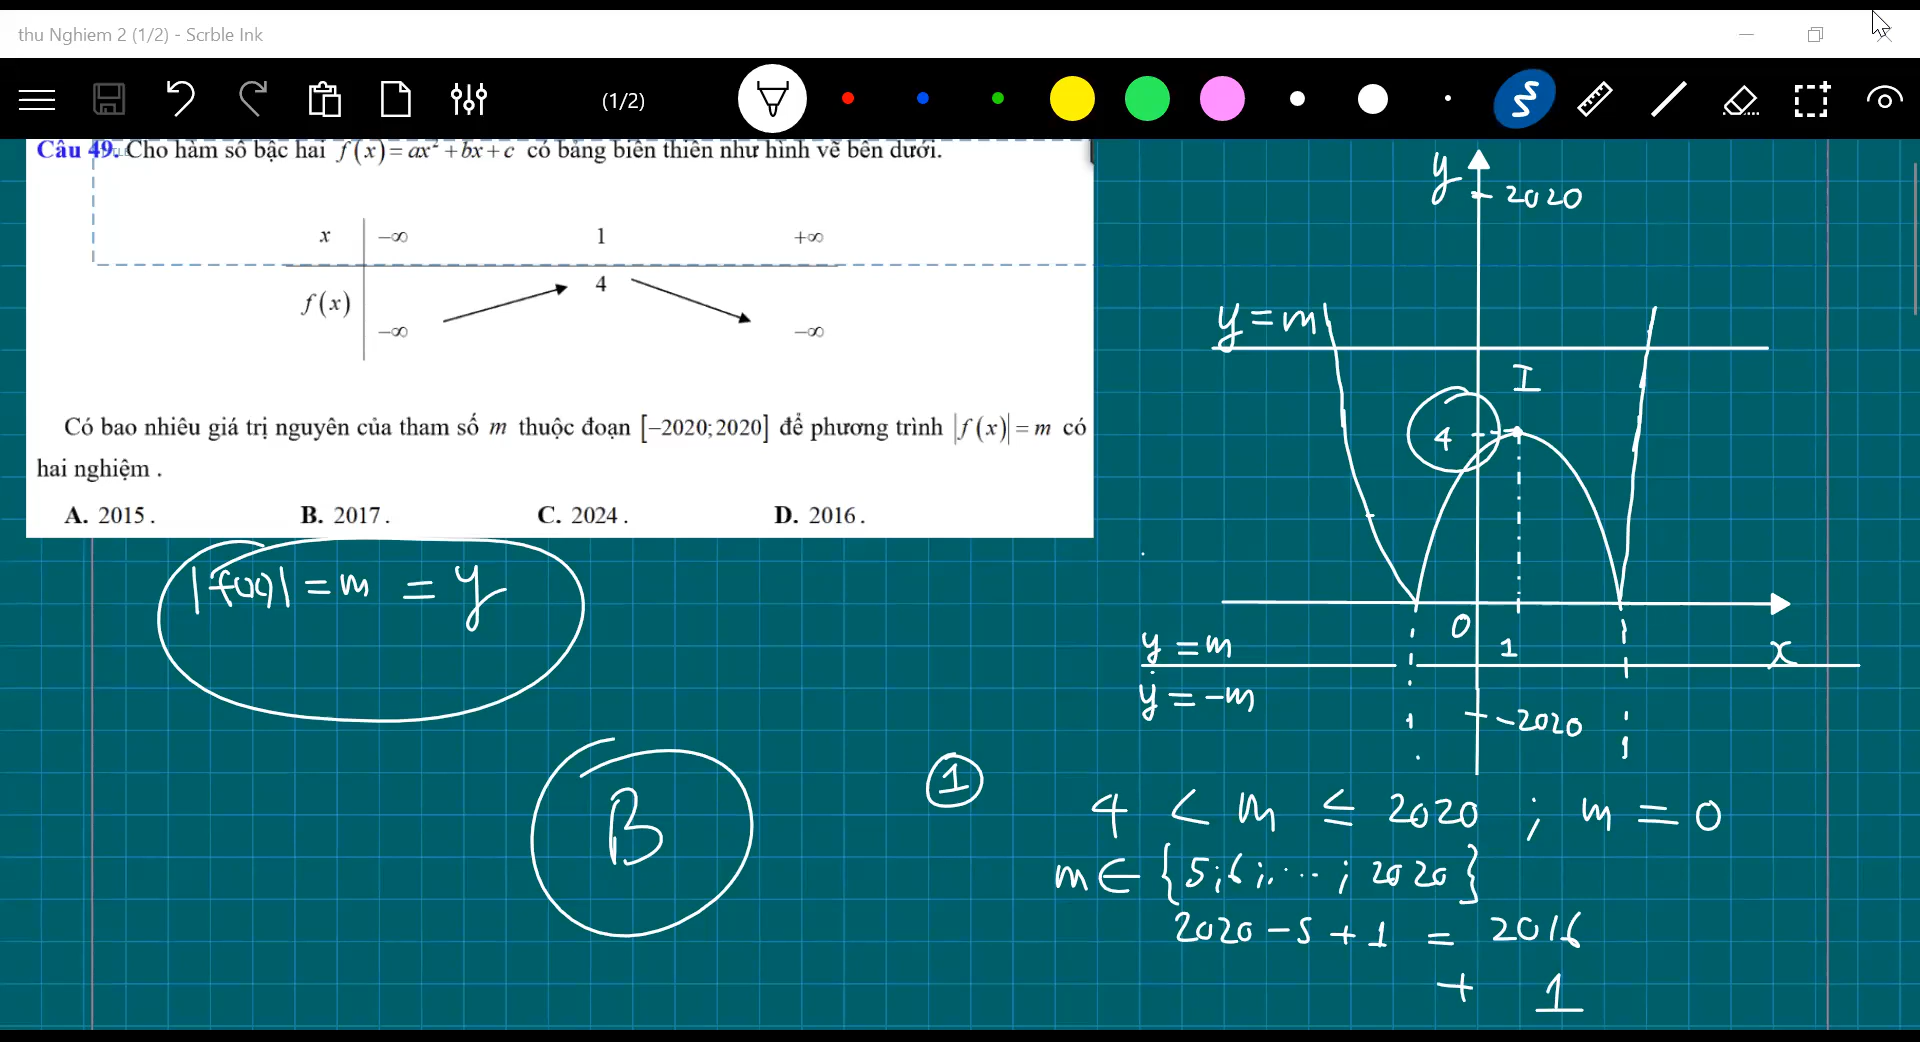 thu Nghiem 2 (1/2) - Scrble Ink
(1/2)
Câu 49. Cho hàm số bậc hai f(x)= ax² +bx+c có bảng biến thiên như hình vẽ bên dưới.
x −∞ 1 +∞
f(x) −∞ 4 −∞
Có bao nhiêu giá trị nguyên của tham số m thuộc đoạn [−2020;2020] để phương trình |f(x)|= m có
hai nghiệm .
A. 2015 . B. 2017 . C. 2024 . D. 2016 .
|f(x)| = m = y
B
y
2020
y = m
I
4
0
1
x
y = m
y = -m
-2020
1
4 < m ≤ 2020 ; m = 0
m ∈ {5;6;...;2020}
2020 - 5 + 1 = 2016
+ 1